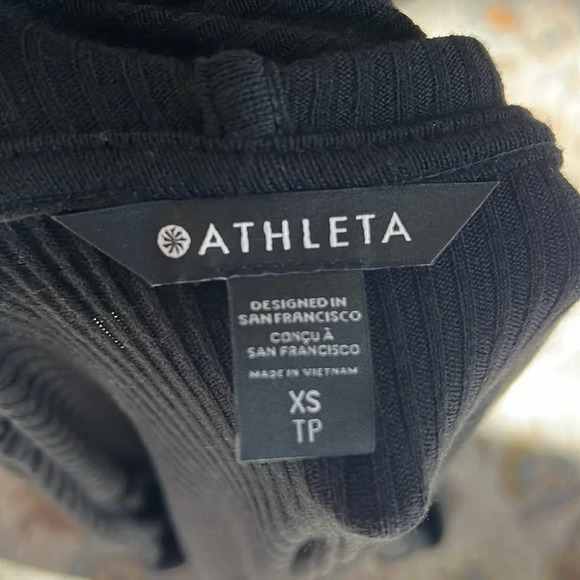 ATHLETA
DESIGNED IN
SAN FRANCISCO
CONÇU À
SAN FRANCISCO
MADE IN VIETNAM
XS
TP